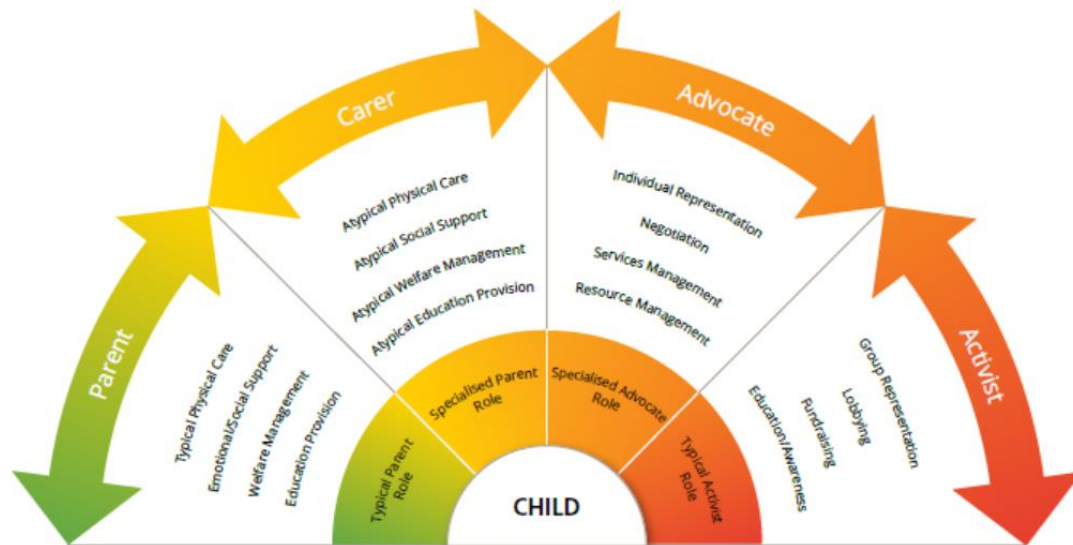 Parent
Carer
Advocate
Activist
Typical Physical Care
Emotional/Social Support
Welfare Management
Education Provision
Atypical Physical Care
Atypical Social Support
Atypical Welfare Management
Atypical Education Provision
Individual Representation
Negotiation
Services Management
Resource Management
Group Representation
Lobbying
Fundraising
Education/Awareness
Typical Parent
Role
Specialised Parent
Role
Specialised Advocate
Role
Typical Activist
Role
CHILD